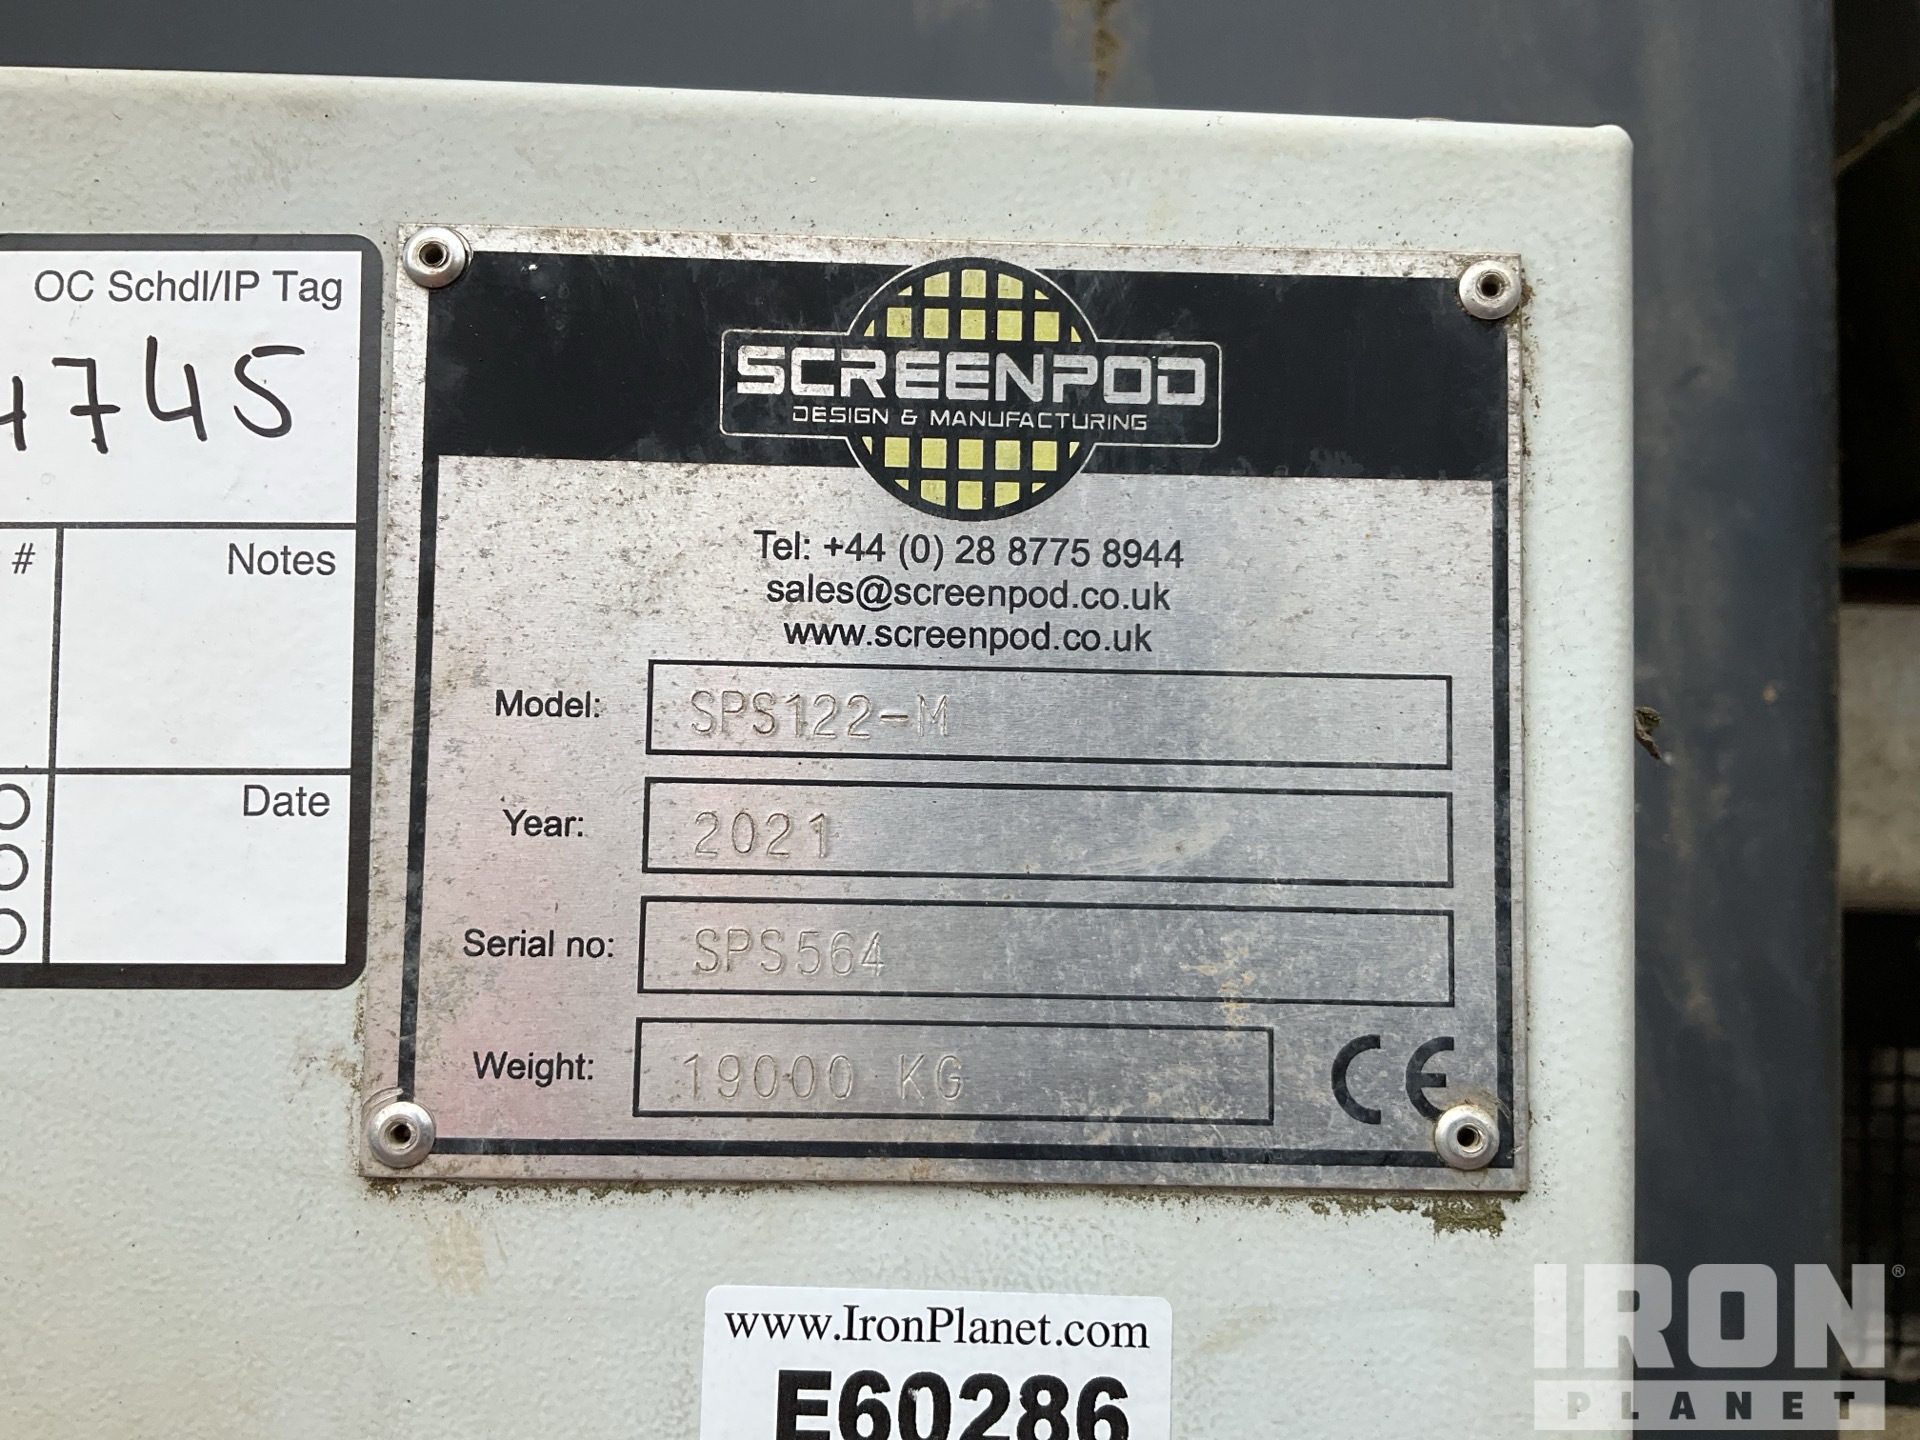 OC Schdl/IP Tag
4745
#
Notes
Date
SCREENPOD
DESIGN & MANUFACTURING
Tel: +44 (0) 28 8775 8944
sales@screenpod.co.uk
www.screenpod.co.uk
Model: SPS122-M
Year: 2021
Serial no: SPS564
Weight: 19000 KG
CE
www.IronPlanet.com
E60286
IRON®
PLANET